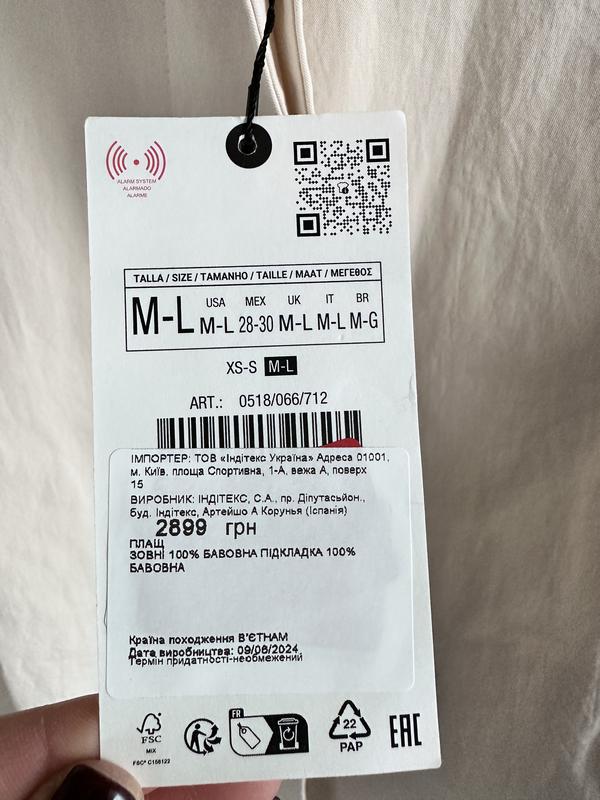 ALARM SYSTEM
ALARMADO
ALARME
TALLA / SIZE / TAMANHO / TAILLE / MAAT / ΜΕΓΕΘΟΣ
M-L
USA MEX UK IT BR
M-L 28-30 M-L M-L M-G
XS-S M-L
ART.: 0518/066/712
ІМПОРТЕР: ТОВ «Індітекс Україна» Адреса 01001,
м. Київ. площа Спортивна, 1-А, вежа А, поверх
15
ВИРОБНИК: ІНДІТЕКС, С.А., пр. Діпутасьйон.,
буд. Індітекс, Артейшо А Корунья (Іспанія)
2899 грн
ПЛАЩ
ЗОВНІ 100% БАВОВНА ПІДКЛАДКА 100%
БАВОВНА
Країна походження В'ЄТНАМ
Дата виробництва: 09/06/2024
Термін придатності-необмежений
FSC
MIX
FSC® C158122
FR
22
PAP
EAC